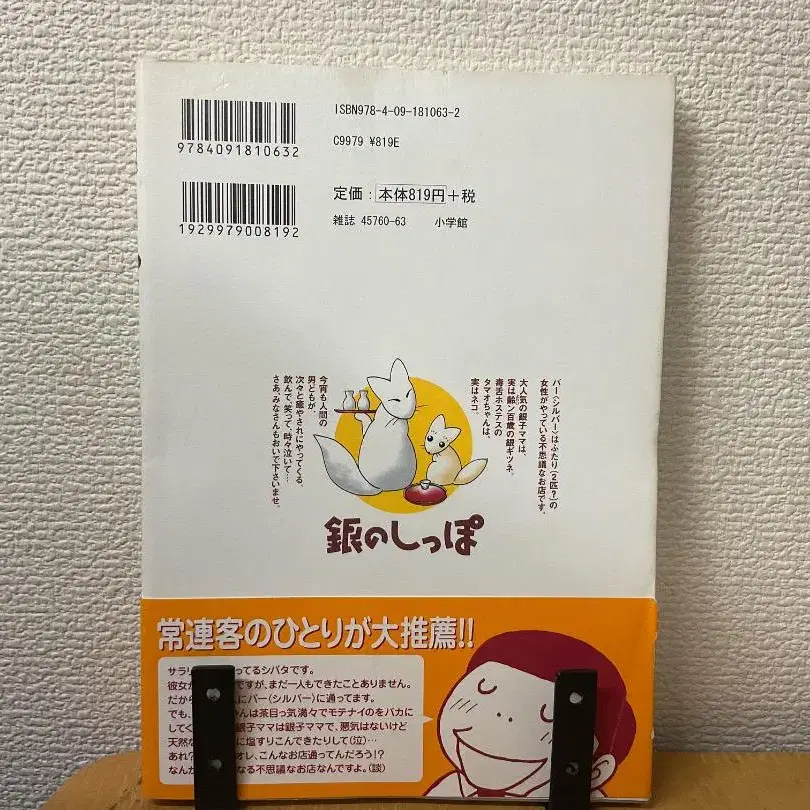 ISBN978-4-09-181063-2
C9979 ¥819E
9784091810632
定価：本体819円＋税
雑誌 45760-63 小学館
1929979008192
バー〈シルバー〉はふたり(2匹?)の
女性がやっている不思議なお店です。
大人気の銀子ママは、
実は齢ン百歳の銀ギツネ。
毒舌ホステスの
タマオちゃんは、
実はネコ。
今宵も人間の
男どもが、
次々と癒やされにやってくる。
飲んで、笑って、時々泣いて…
さあ、みなさんもおいで下さいませ。
銀のしっぽ
常連客のひとりが大推薦!!
サラリ ってるシバタです。
彼女が ですが、まだ一人もできたことありません。
だから にバー〈シルバー〉に通ってます。
でも、 ゃんは茶目っ気満々でモテナイのをバカに
してく 銀子ママは銀子ママで、悪気はないけど
天然な に塩すりこんできたりして(泣)…
あれ? オレ、こんなお店通ってんだろう!?
なんか なる不思議なお店なんですよ。(談)